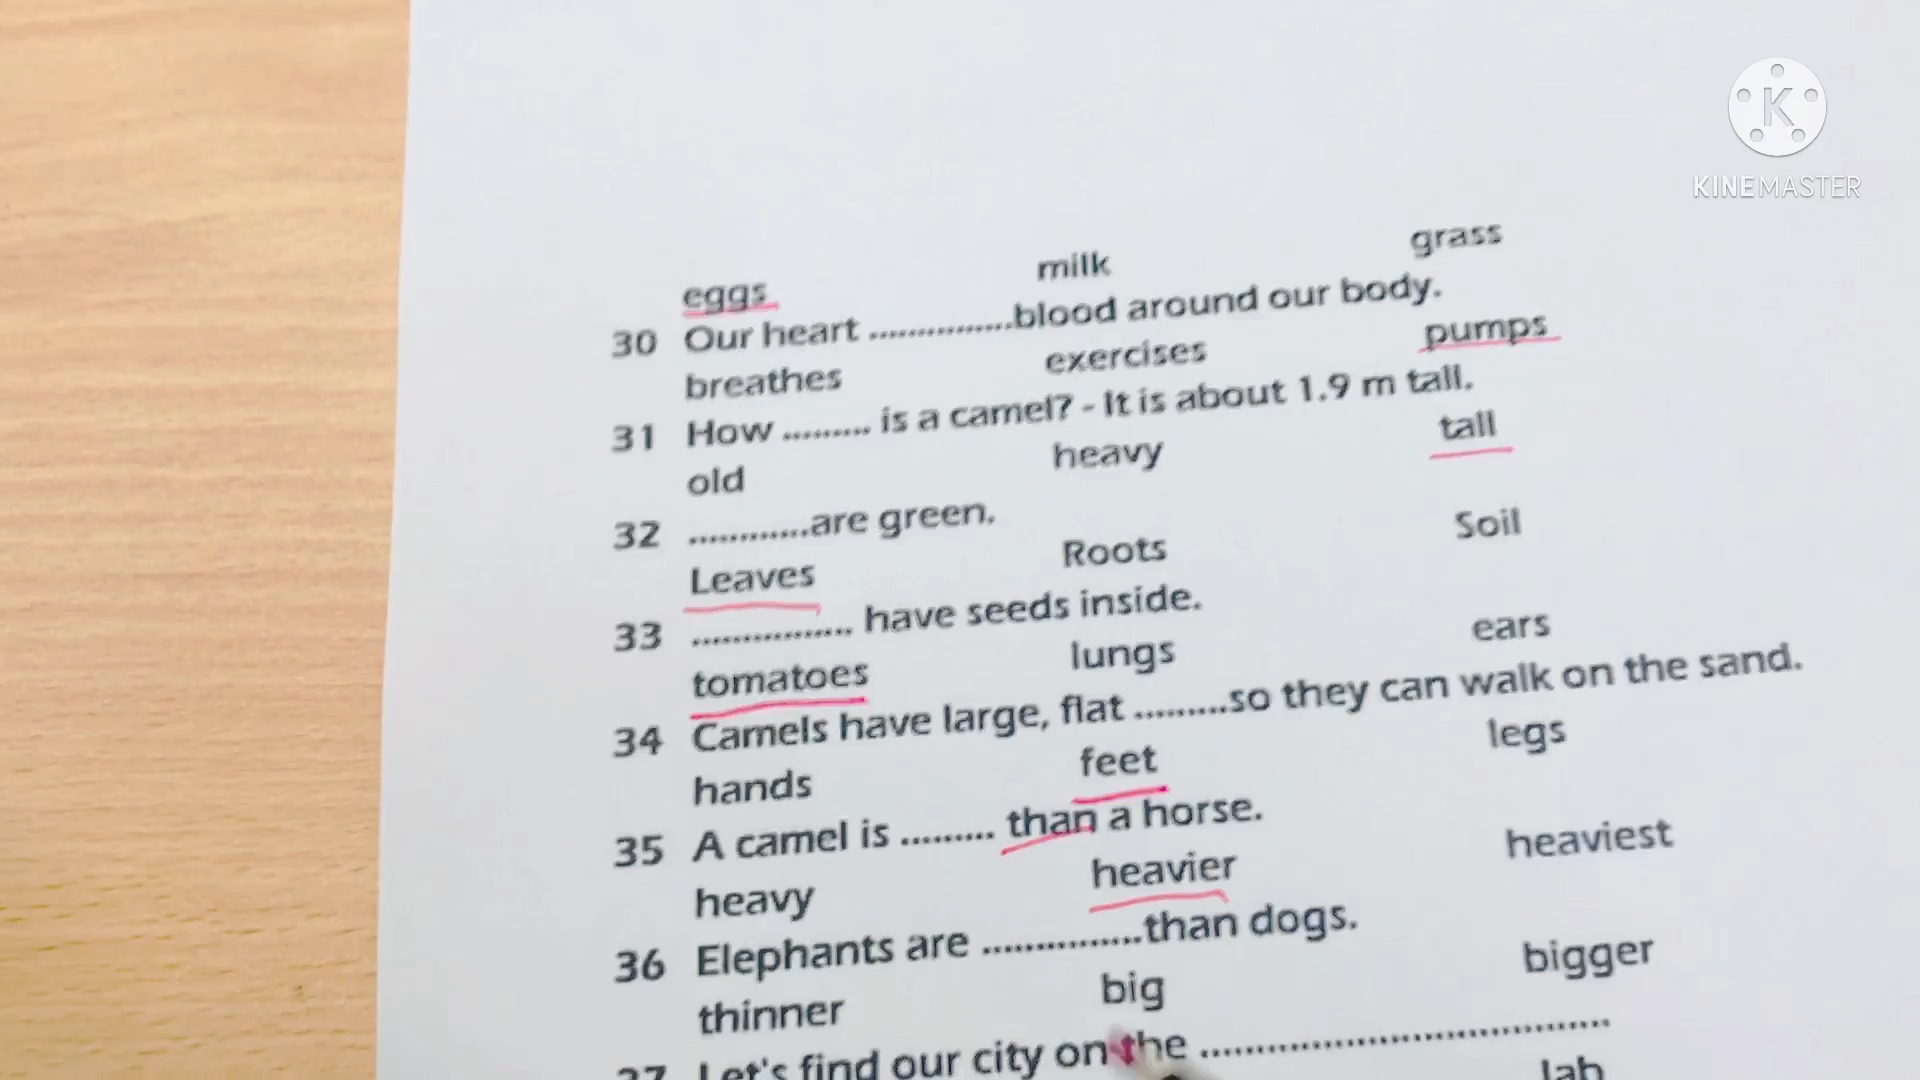 KINEMASTER
eggs milk grass
30 Our heart ...............blood around our body.
breathes exercises pumps
31 How ......... is a camel? - It is about 1.9 m tall.
old heavy tall
32 ............are green.
Leaves Roots Soil
33 ................ have seeds inside.
tomatoes lungs ears
34 Camels have large, flat .........so they can walk on the sand.
hands feet legs
35 A camel is ......... than a horse.
heavy heavier heaviest
36 Elephants are ...............than dogs.
thinner big bigger
37 Let's find our city on the .......................................
lab